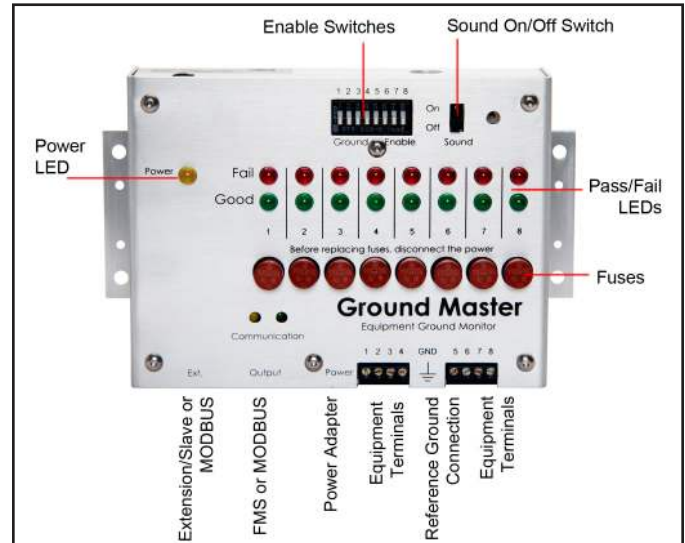 Enable Switches
Sound On/Off Switch
1 2 3 4 5 6 7 8
On
Off
Ground Enable
Sound
Power
LED
Power
Fail
Good
Pass/Fail
LEDs
1 2 3 4 5 6 7 8
Before replacing fuses, disconnect the power
Fuses
Ground Master
Equipment Ground Monitor
Communication
1 2 3 4 GND 5 6 7 8
Ext. Output Power
Extension/Slave or
MODBUS
FMS or MODBUS
Power Adapter
Equipment
Terminals
Reference Ground
Connection
Equipment
Terminals